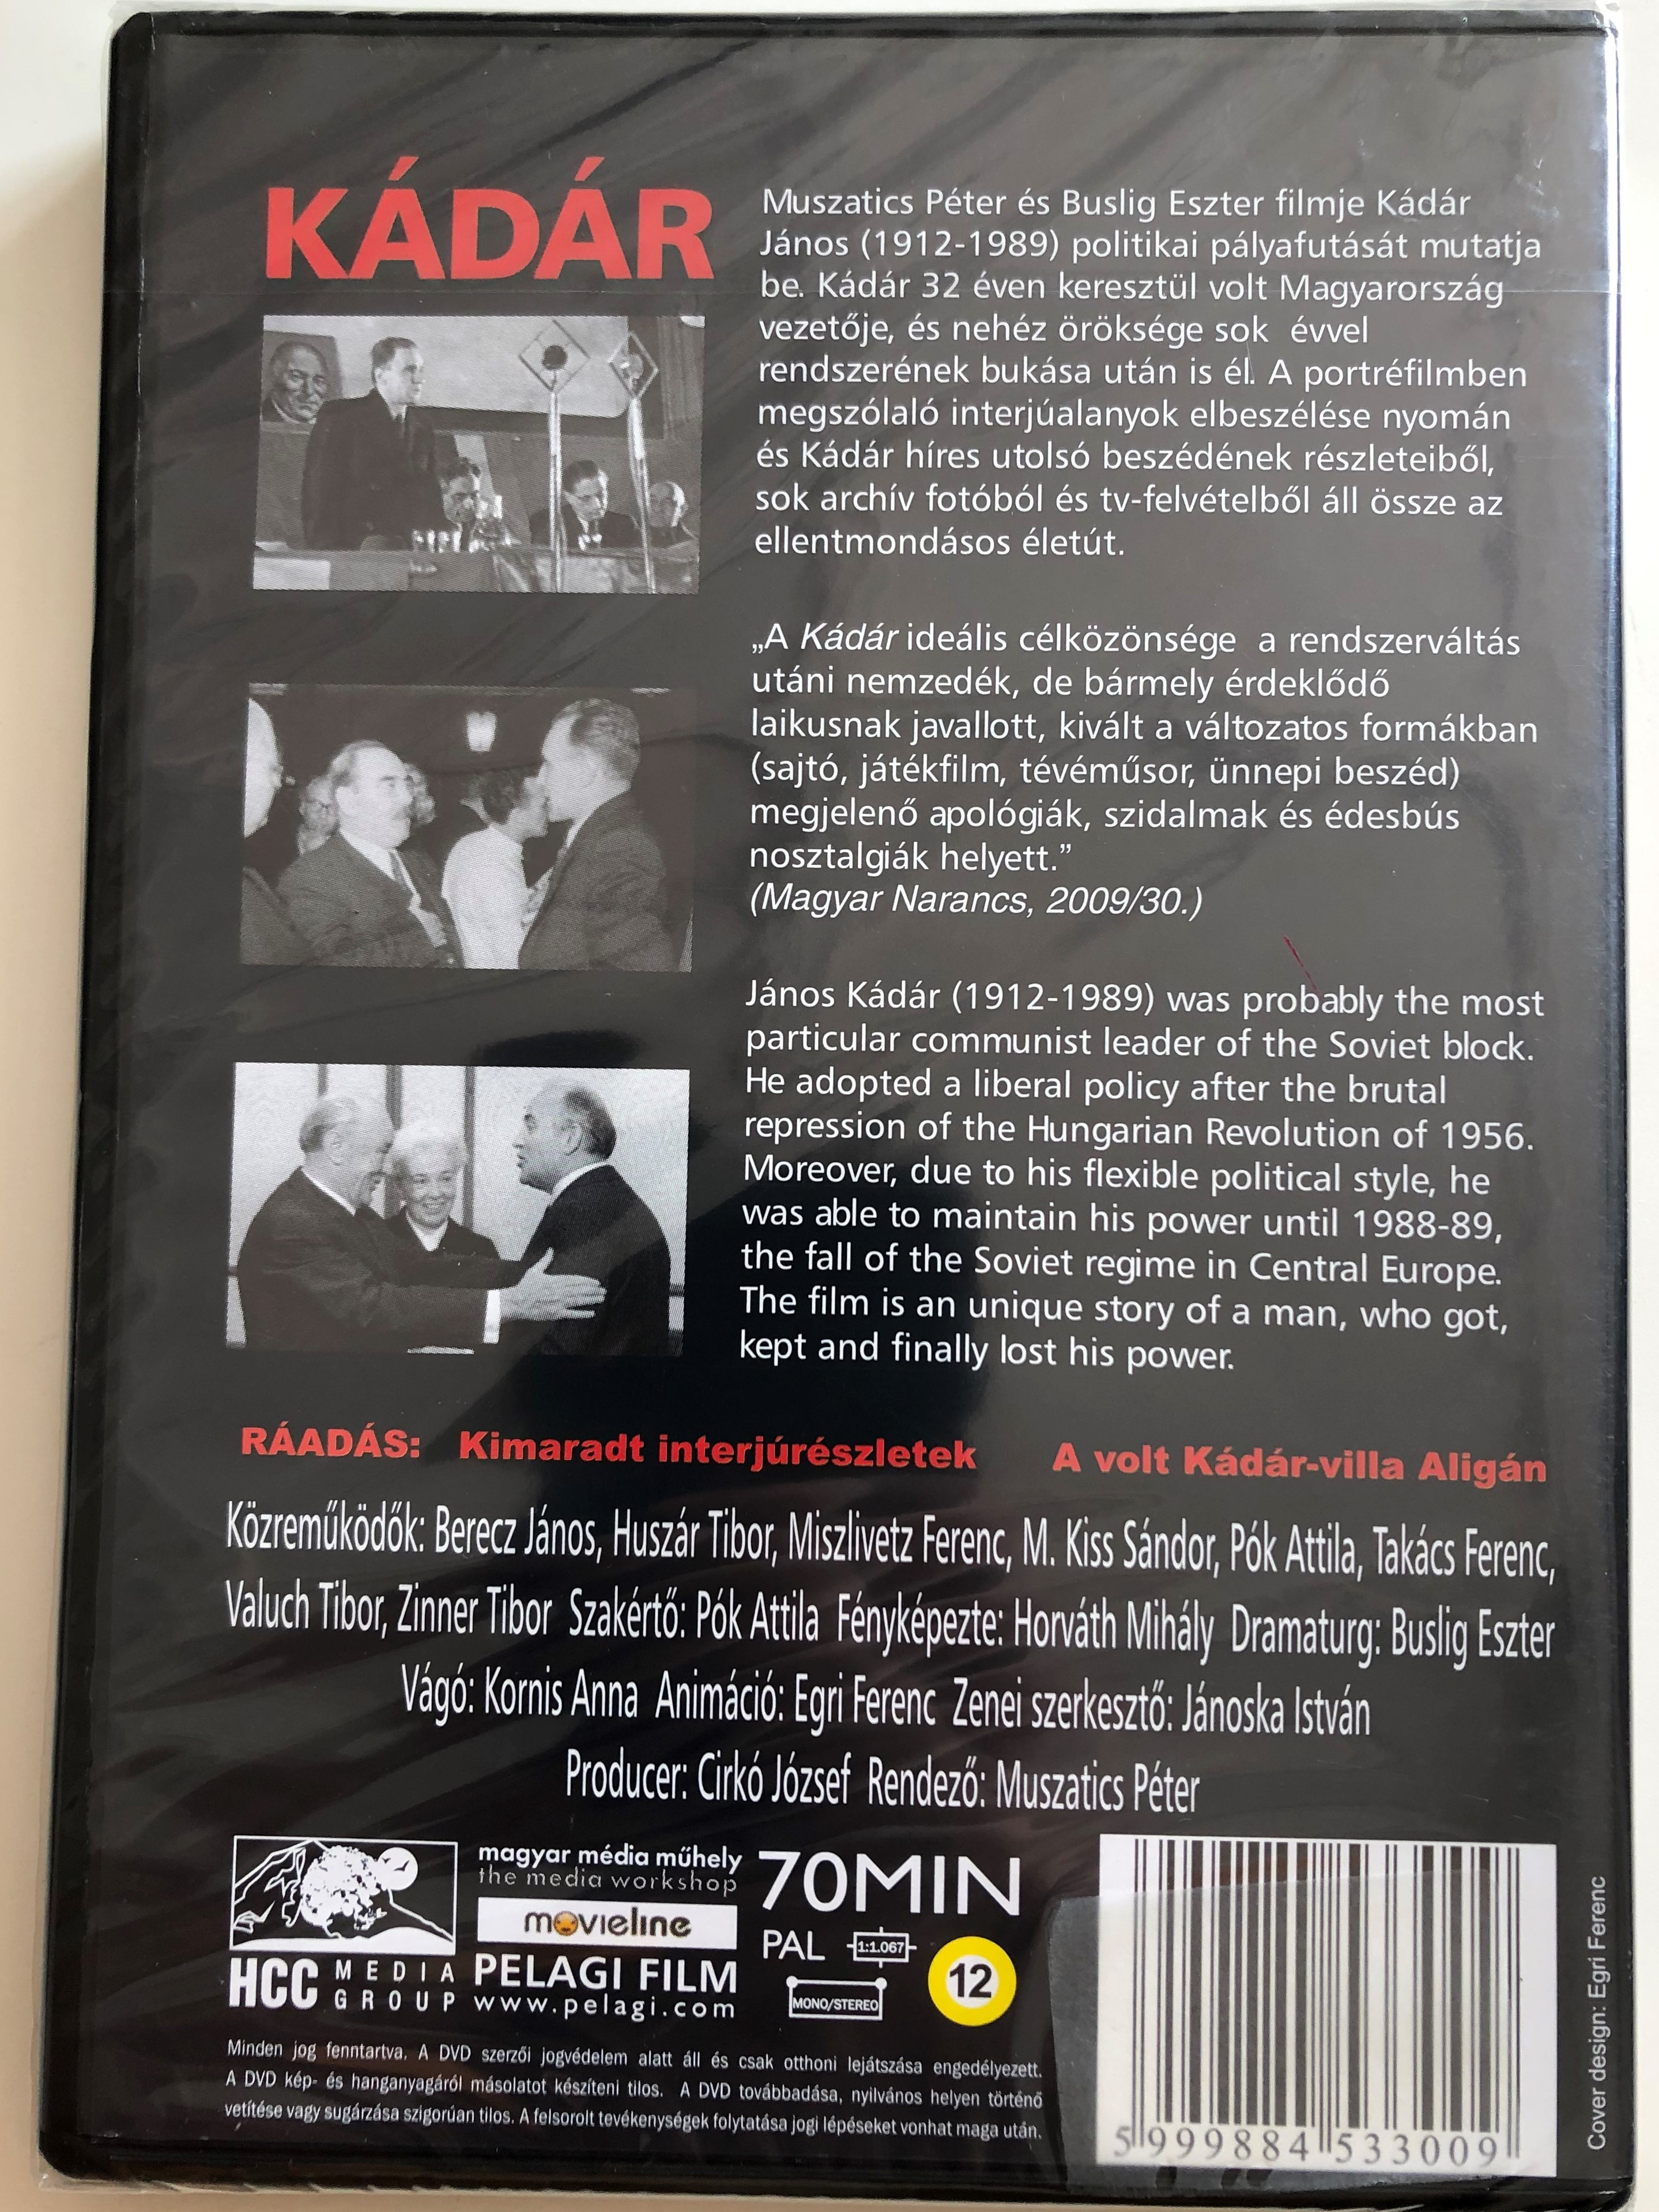 KÁDÁR
Muszatics Péter és Buslig Eszter filmje Kádár
János (1912-1989) politikai pályafutását mutatja
be. Kádár 32 éven keresztül volt Magyarország
vezetője, és nehéz öröksége sok évvel
rendszerének bukása után is él. A portréfilmben
megszólaló interjúalanyok elbeszélése nyomán
és Kádár híres utolsó beszédének részleteiből,
sok archív fotóból és tv-felvételből áll össze az
ellentmondásos életút.
„A Kádár ideális célközönsége a rendszerváltás
utáni nemzedék, de bármely érdeklődő
laikusnak javallott, kivált a változatos formákban
(sajtó, játékfilm, tévéműsor, ünnepi beszéd)
megjelenő apológiák, szidalmak és édesbús
nosztalgiák helyett.”
(Magyar Narancs, 2009/30.)
János Kádár (1912-1989) was probably the most
particular communist leader of the Soviet block.
He adopted a liberal policy after the brutal
repression of the Hungarian Revolution of 1956.
Moreover, due to his flexible political style, he
was able to maintain his power until 1988-89,
the fall of the Soviet regime in Central Europe.
The film is an unique story of a man, who got,
kept and finally lost his power.
RÁADÁS: Kimaradt interjúrészletek A volt Kádár-villa Aligán
Közreműködők: Berecz János, Huszár Tibor, Miszlivetz Ferenc, M. Kiss Sándor, Pók Attila, Takács Ferenc,
Valuch Tibor, Zinner Tibor Szakértő: Pók Attila Fényképezte: Horváth Mihály Dramaturg: Buslig Eszter
Vágó: Kornis Anna Animáció: Egri Ferenc Zenei szerkesztő: Jánoska István
Producer: Cirkó József Rendező: Muszatics Péter
HCC MEDIA GROUP
magyar média műhely
the media workshop
movieline
PELAGI FILM
www.pelagi.com
70MIN
PAL 1:1.067
MONO/STEREO
12
Minden jog fenntartva. A DVD szerzői jogvédelem alatt áll és csak otthoni lejátszása engedélyezett.
A DVD kép- és hanganyagáról másolatot készíteni tilos. A DVD továbbadása, nyilvános helyen történő
vetítése vagy sugárzása szigorúan tilos. A felsorolt tevékenységek folytatása jogi lépéseket vonhat maga után.
5 999884 533009
Cover design: Egri Ferenc